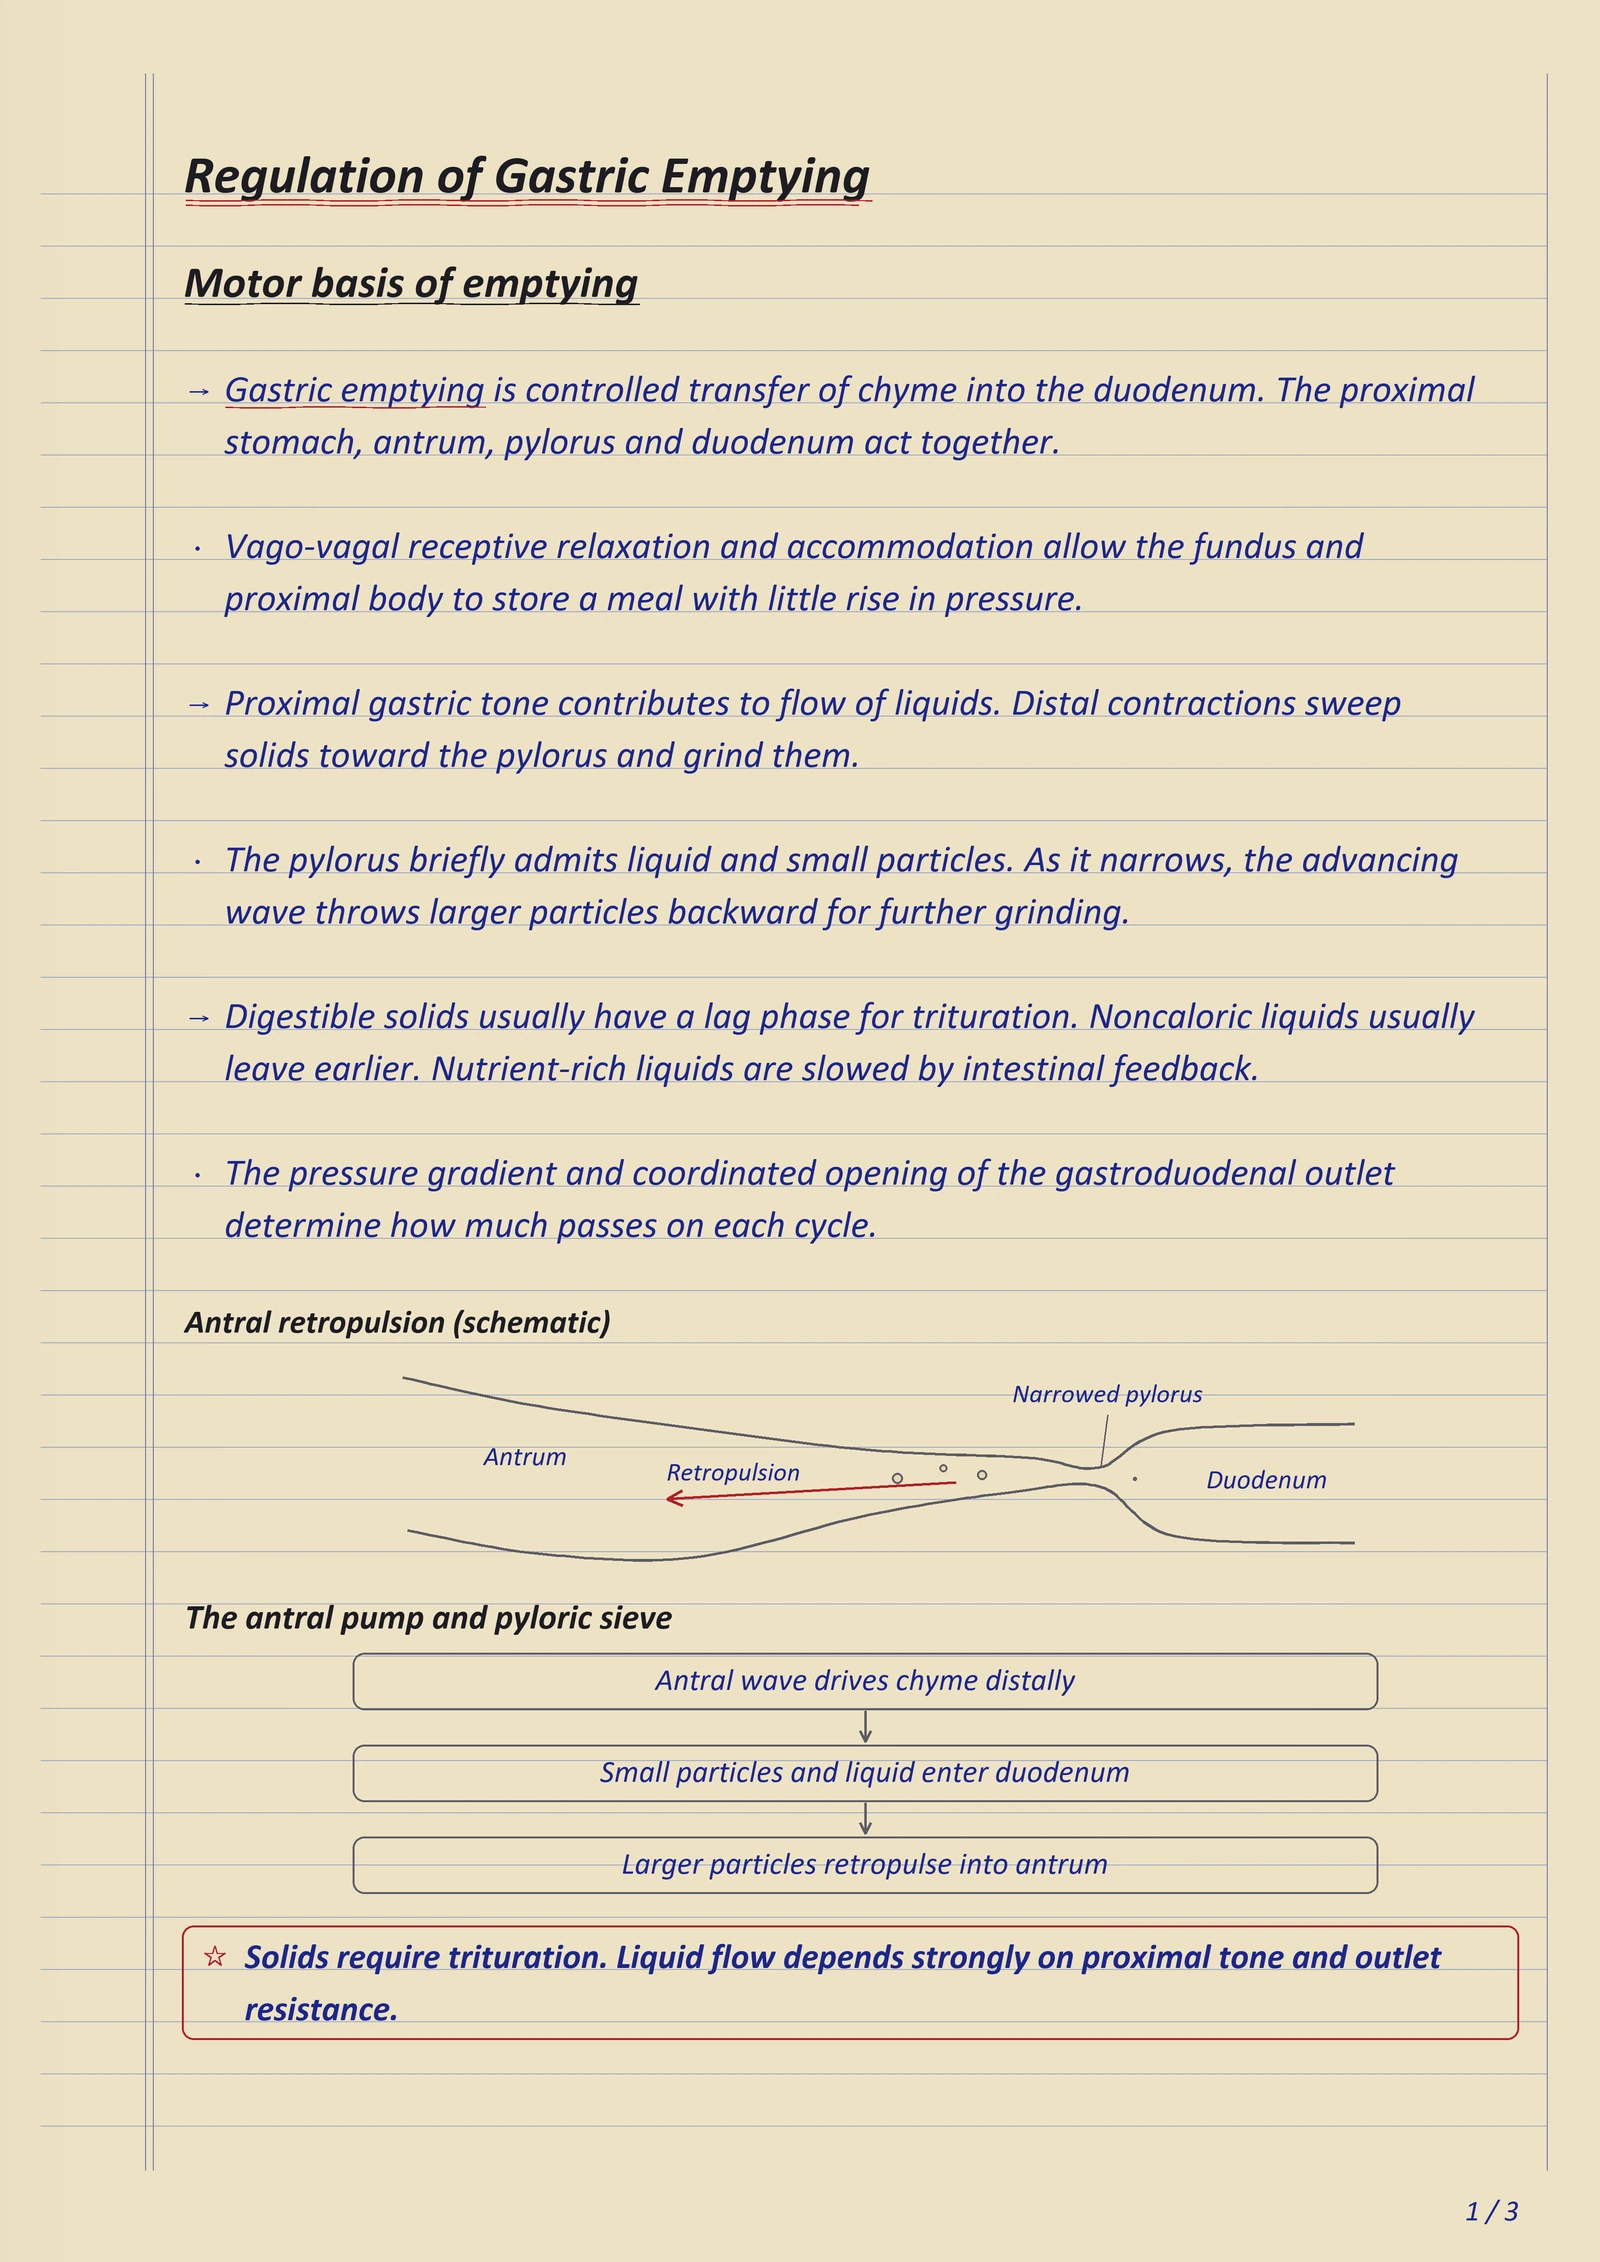 Regulation of Gastric Emptying
Motor basis of emptying
→ Gastric emptying is controlled transfer of chyme into the duodenum. The proximal
stomach, antrum, pylorus and duodenum act together.
· Vago-vagal receptive relaxation and accommodation allow the fundus and
proximal body to store a meal with little rise in pressure.
→ Proximal gastric tone contributes to flow of liquids. Distal contractions sweep
solids toward the pylorus and grind them.
· The pylorus briefly admits liquid and small particles. As it narrows, the advancing
wave throws larger particles backward for further grinding.
→ Digestible solids usually have a lag phase for trituration. Noncaloric liquids usually
leave earlier. Nutrient-rich liquids are slowed by intestinal feedback.
· The pressure gradient and coordinated opening of the gastroduodenal outlet
determine how much passes on each cycle.
Antral retropulsion (schematic)
Narrowed pylorus
Antrum
Retropulsion
Duodenum
The antral pump and pyloric sieve
Antral wave drives chyme distally
Small particles and liquid enter duodenum
Larger particles retropulse into antrum
☆ Solids require trituration. Liquid flow depends strongly on proximal tone and outlet
resistance.
1 / 3